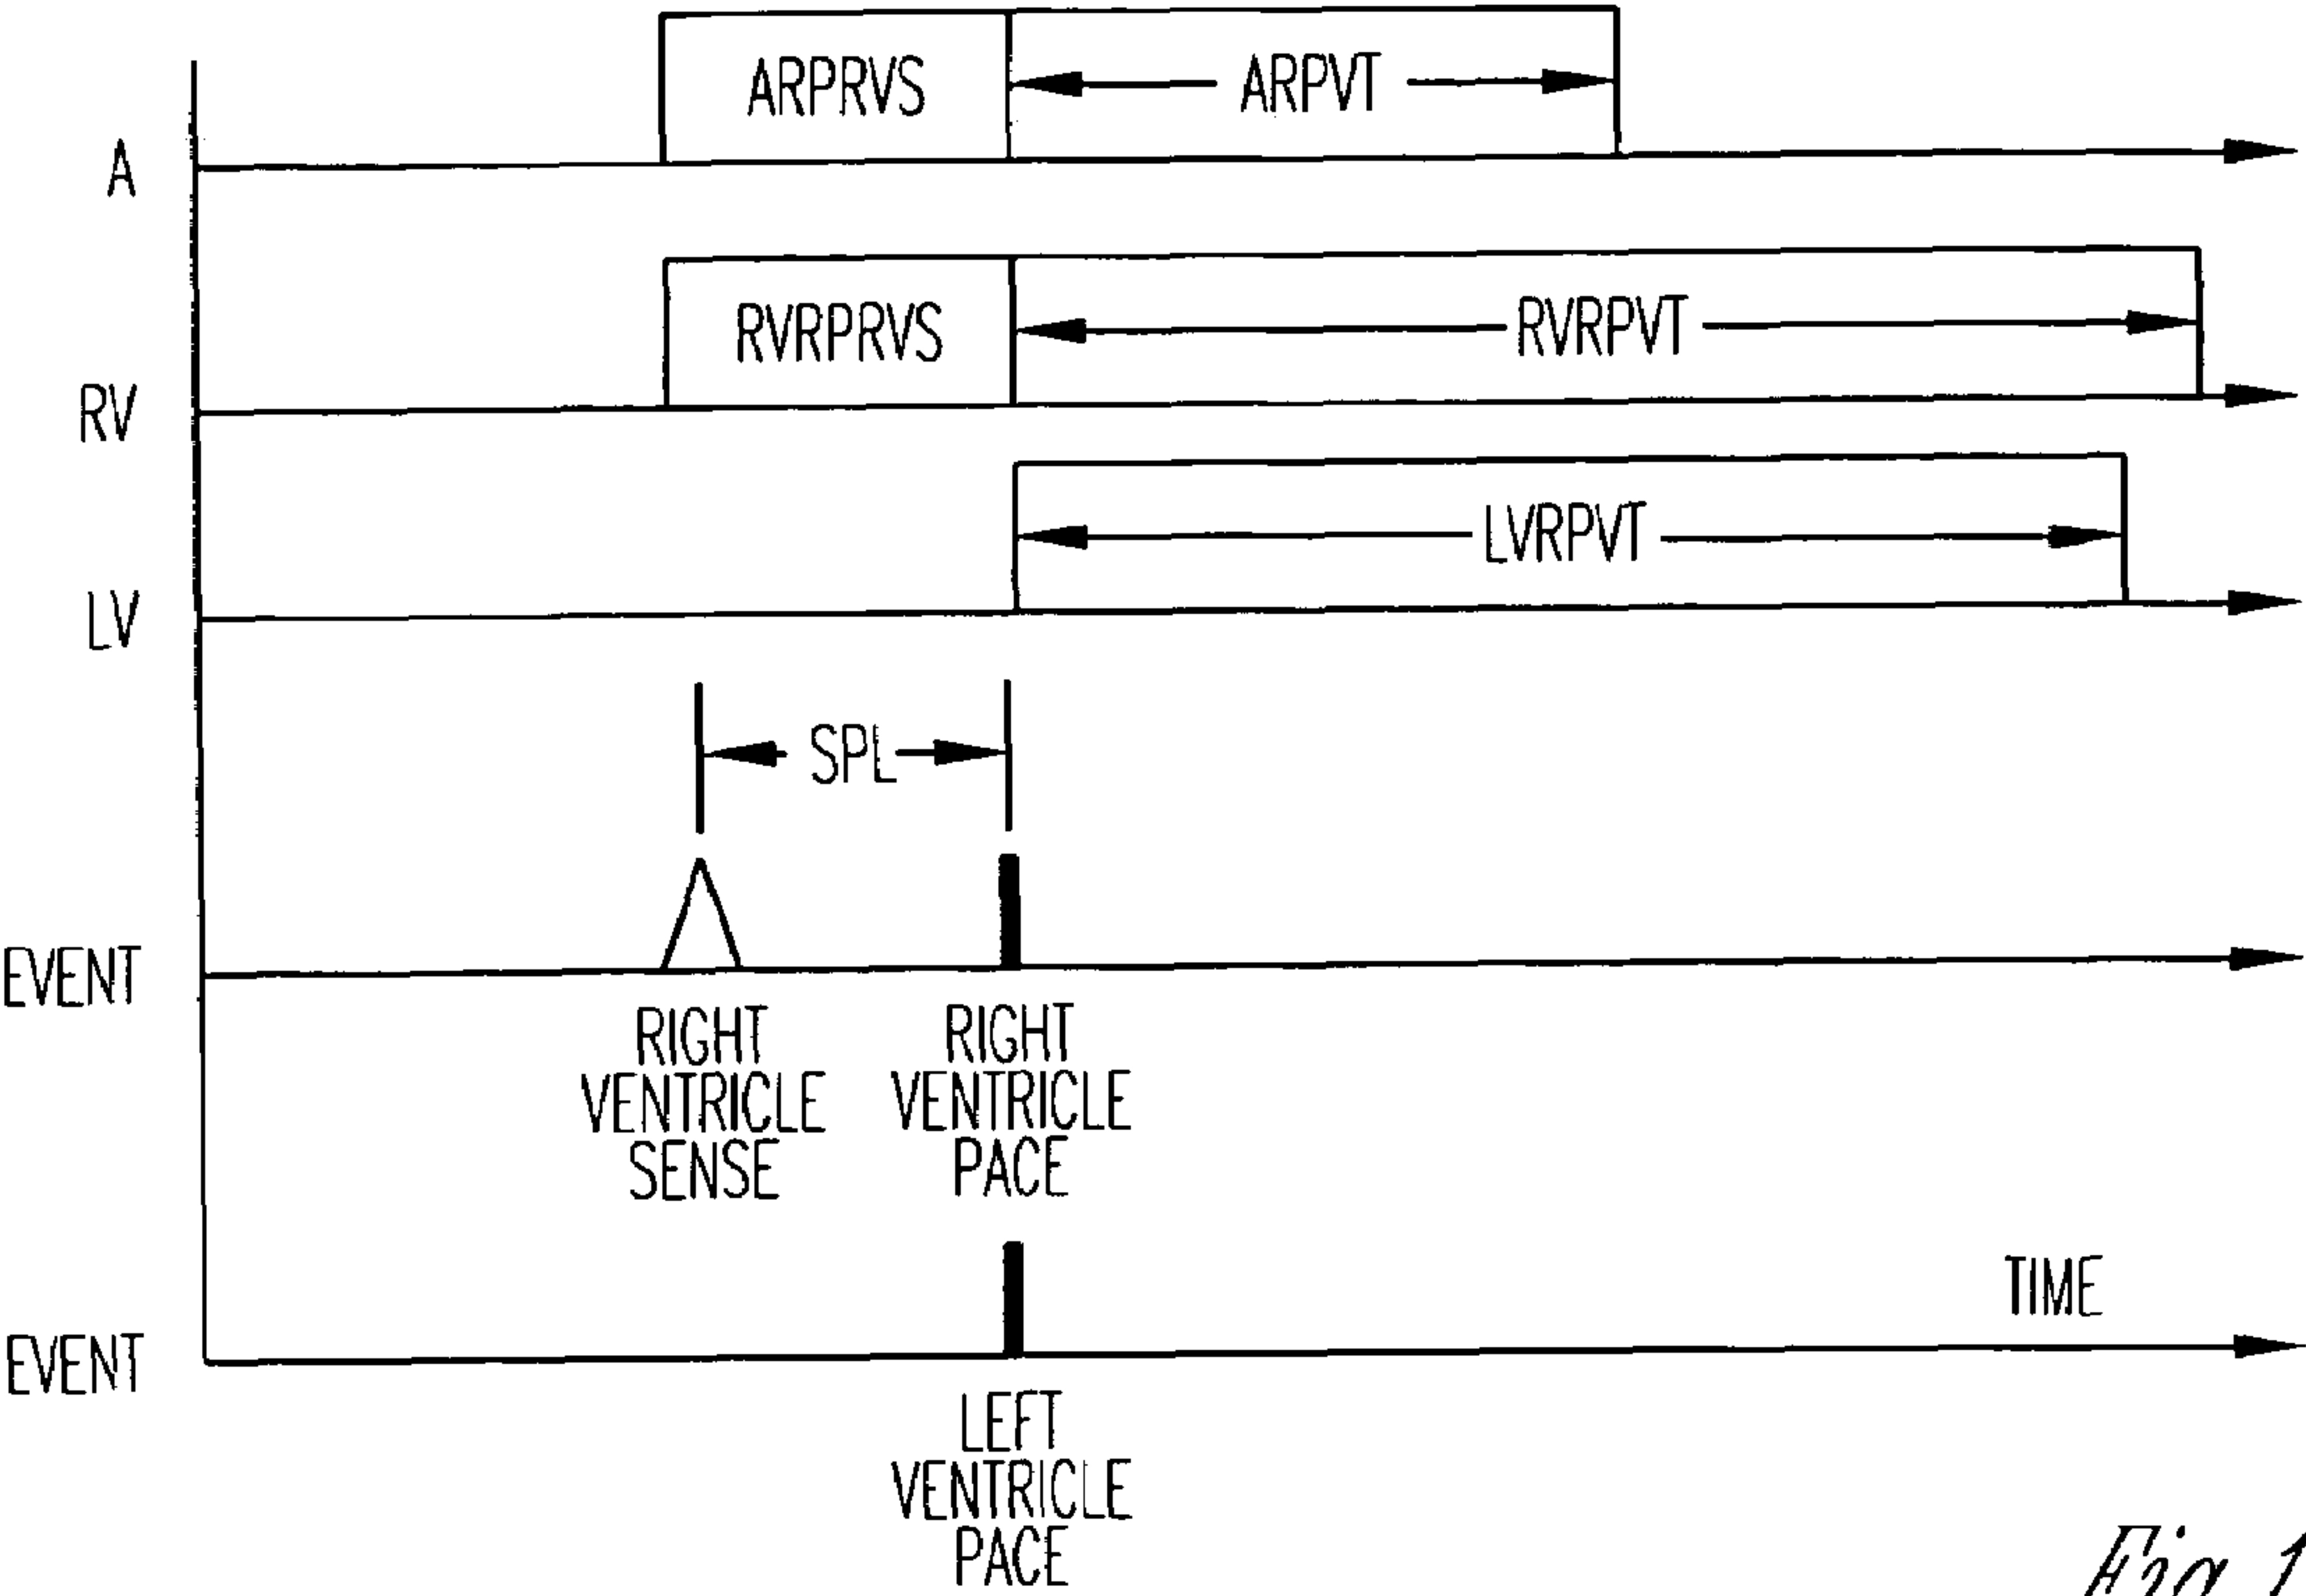 ARPRVS ARPVT
A
RVRPRVS RVRPVT
RV
LVRPVT
LV
SPL
EVENT
RIGHT
VENTRICLE
SENSE
RIGHT
VENTRICLE
PACE
TIME
EVENT
LEFT
VENTRICLE
PACE